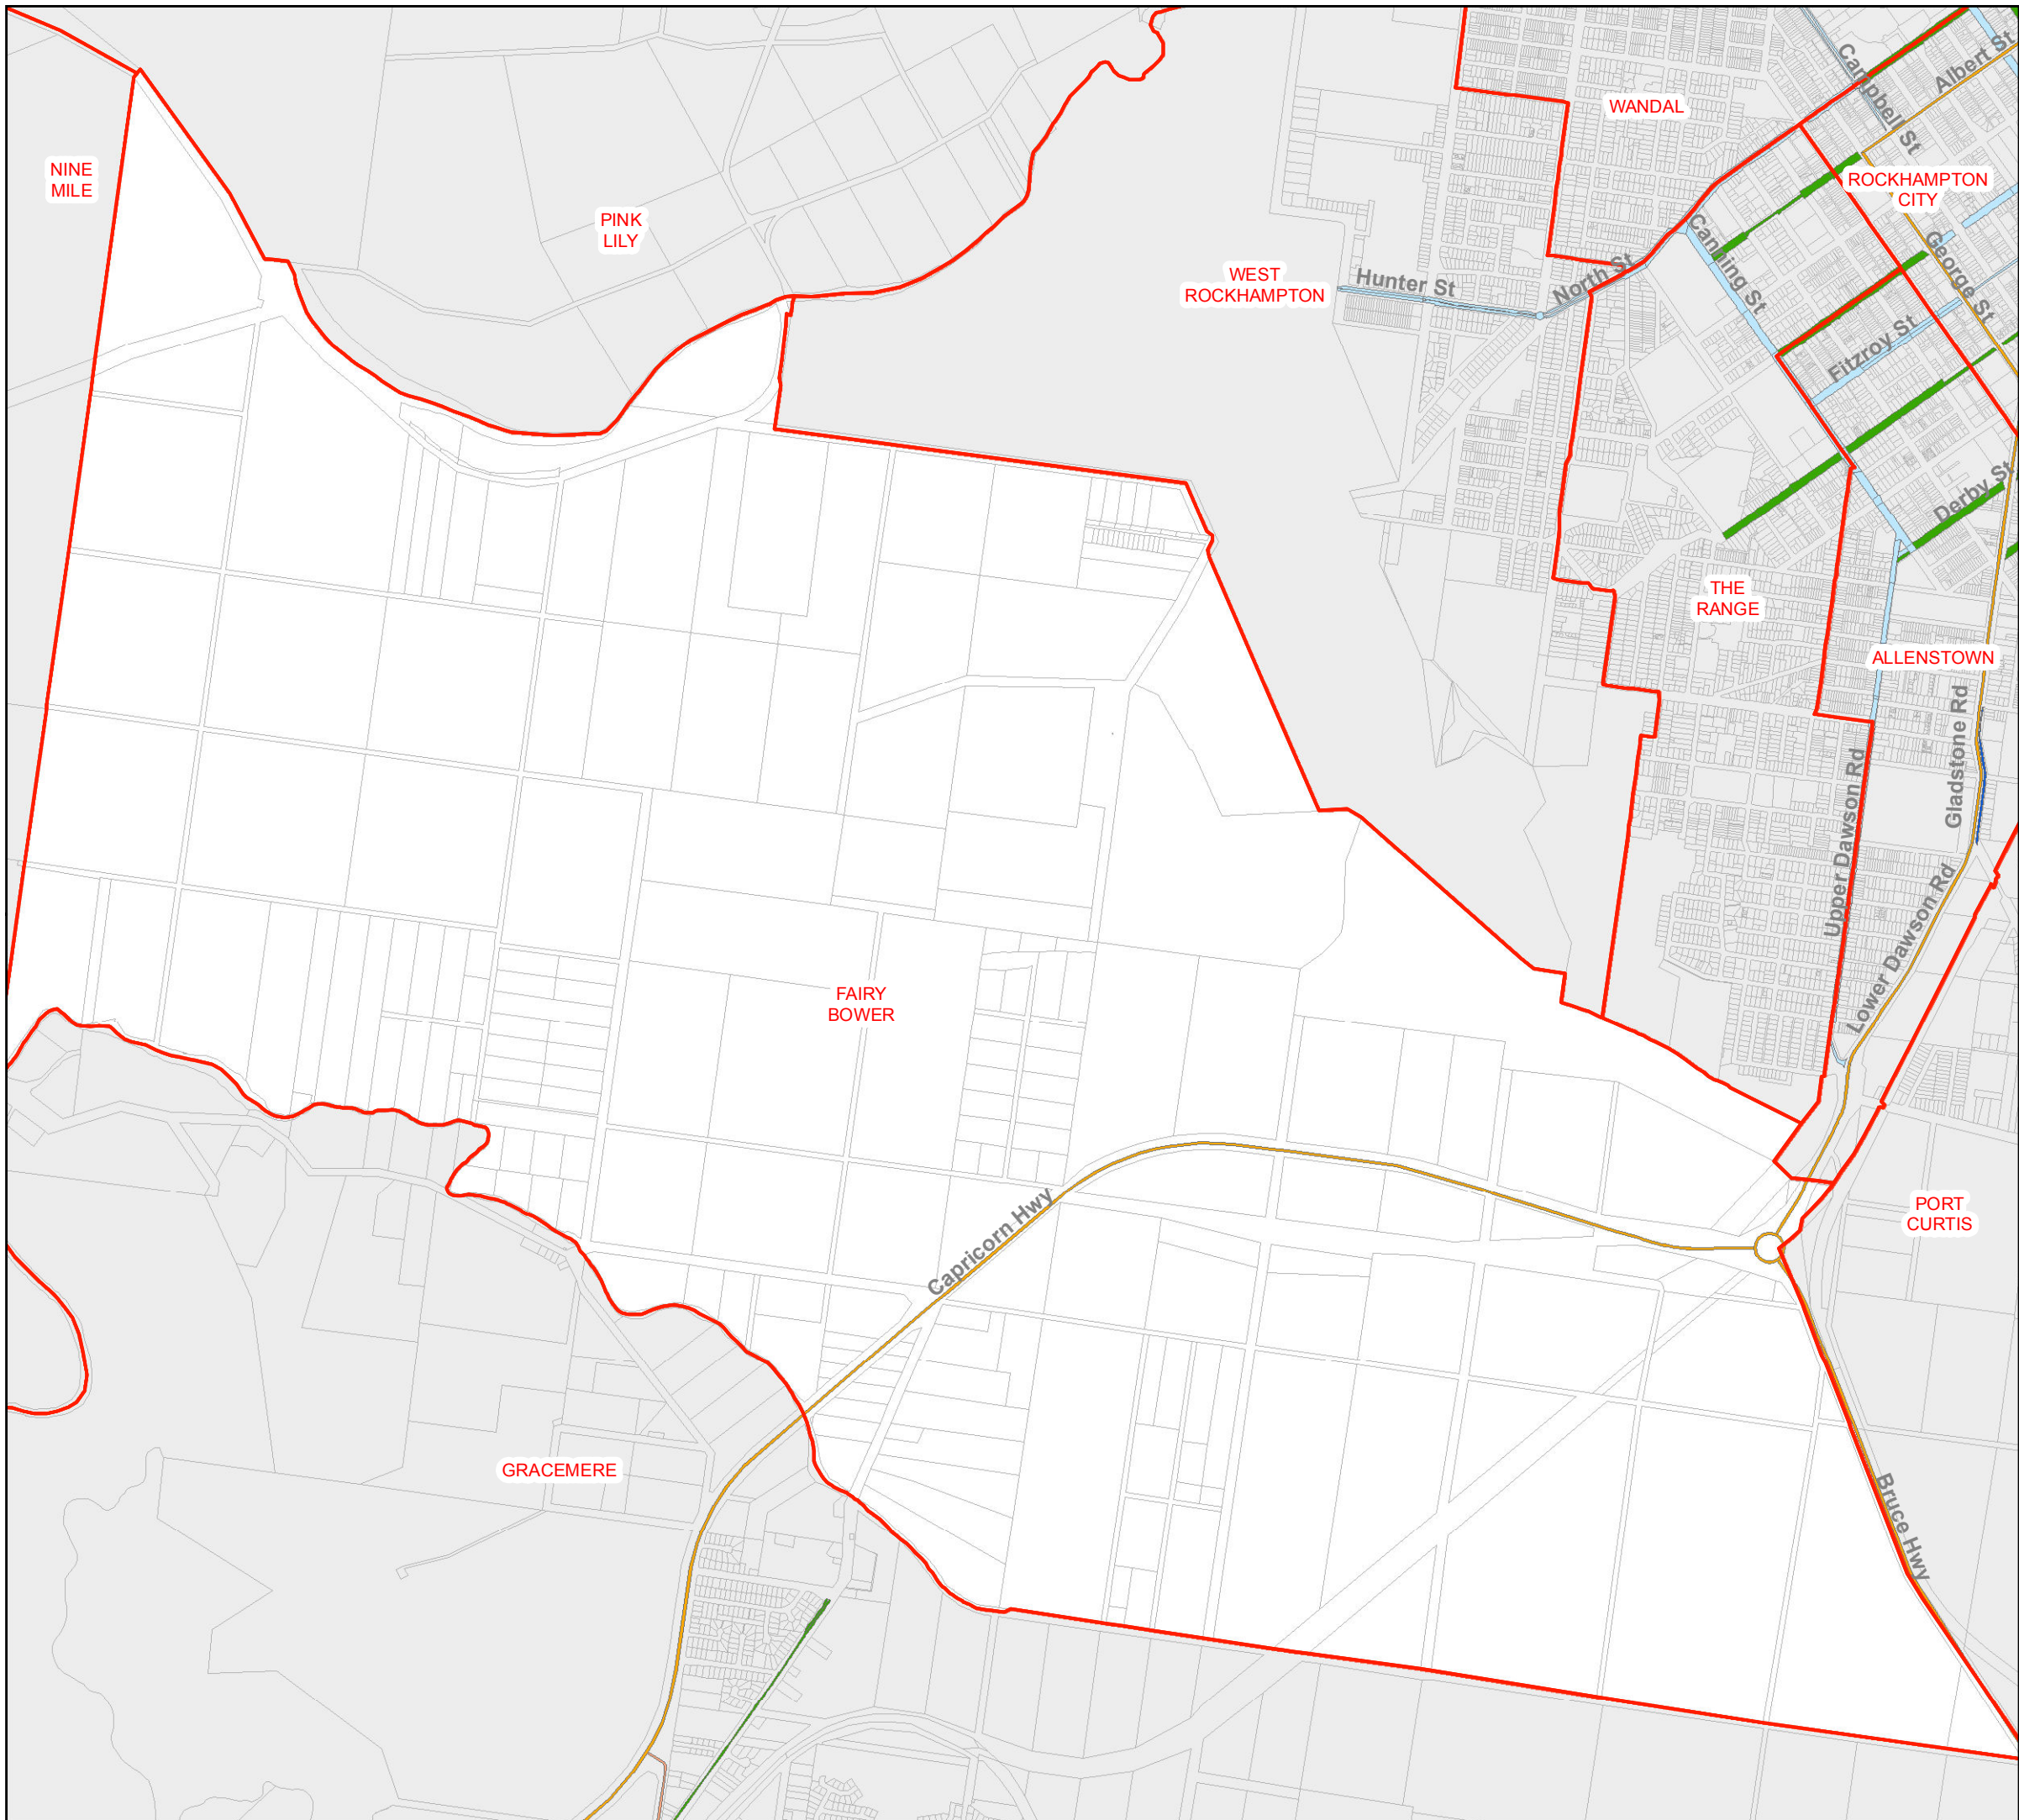 Campbell St
Albert St
WANDAL
NINE
MILE
ROCKHAMPTON
CITY
PINK
LILY
Canning St
George St
WEST
ROCKHAMPTON
Hunter St
North St
Fitzroy St
Derby St
THE
RANGE
ALLENSTOWN
Gladstone Rd
Upper Dawson Rd
Lower Dawson Rd
FAIRY
BOWER
Capricorn Hwy
PORT
CURTIS
GRACEMERE
Bruce Hwy